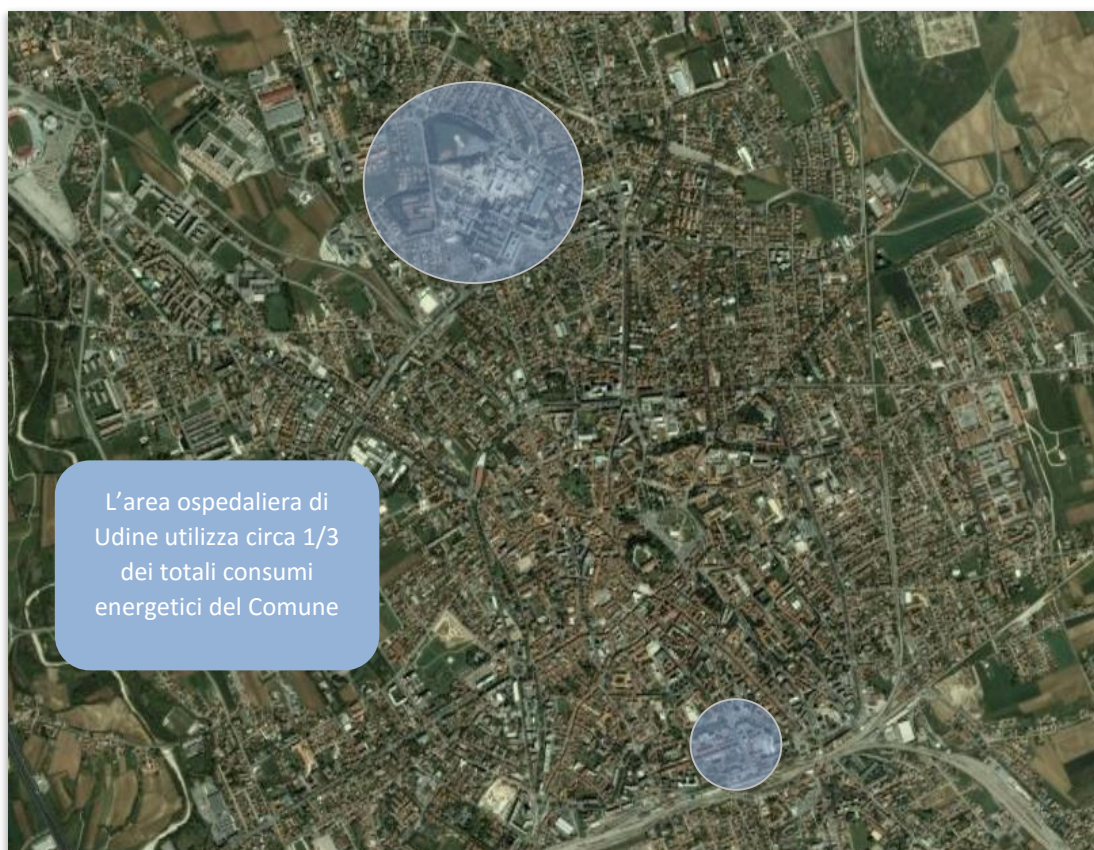 L’area ospedaliera di
Udine utilizza circa 1/3
dei totali consumi
energetici del Comune